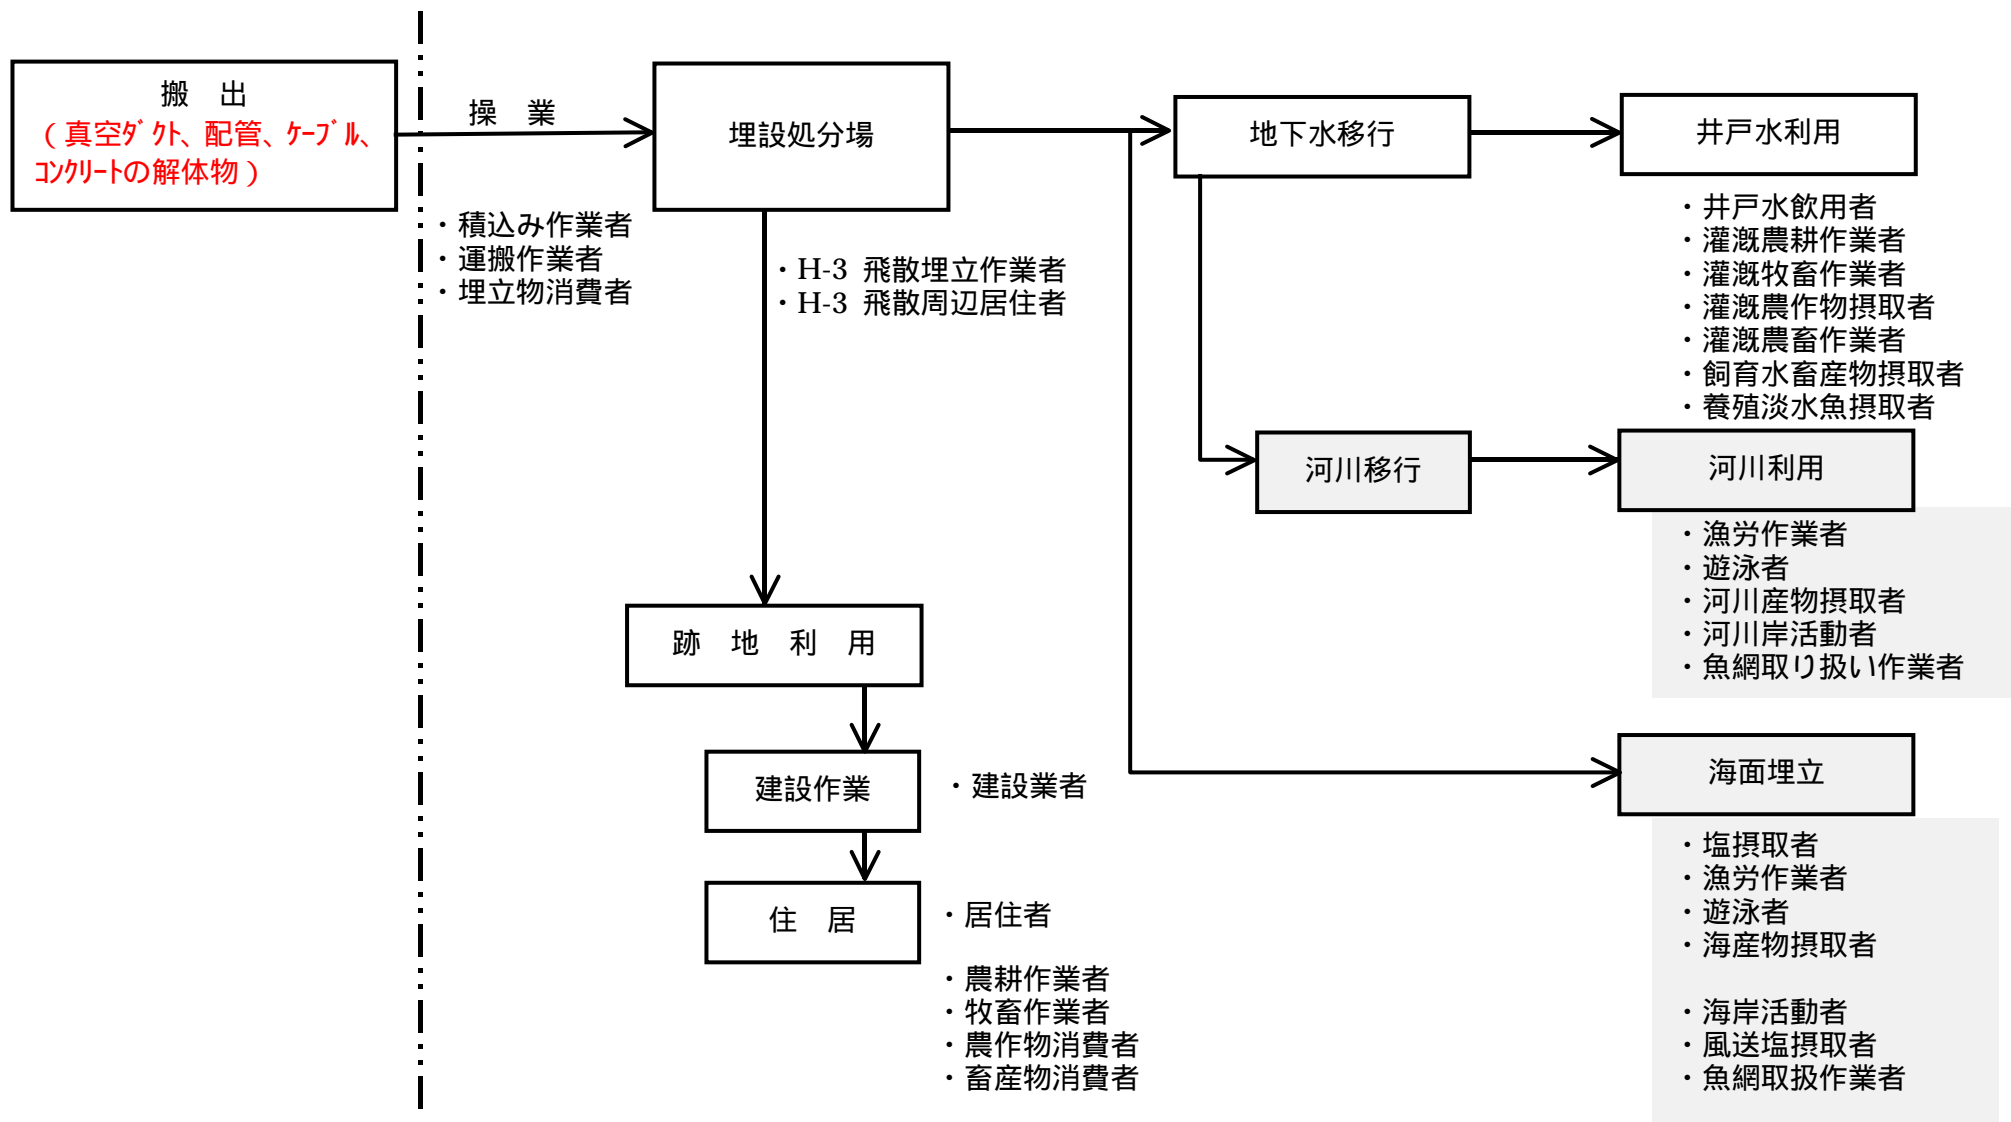 搬　出
（真空ﾀﾞｸﾄ、配管、ｹｰﾌﾞﾙ、
ｺﾝｸﾘｰﾄの解体物）
操　業
・積込み作業者
・運搬作業者
・埋立物消費者
埋設処分場
・H-3 飛散埋立作業者
・H-3 飛散周辺居住者
跡　地　利　用
建設作業
・建設業者
住　居
・居住者
・農耕作業者
・牧畜作業者
・農作物消費者
・畜産物消費者
地下水移行
井戸水利用
・井戸水飲用者
・灌漑農耕作業者
・灌漑牧畜作業者
・灌漑農作物摂取者
・灌漑農畜作業者
・飼育水畜産物摂取者
・養殖淡水魚摂取者
河川移行
河川利用
・漁労作業者
・遊泳者
・河川産物摂取者
・河川岸活動者
・魚網取り扱い作業者
海面埋立
・塩摂取者
・漁労作業者
・遊泳者
・海産物摂取者
・海岸活動者
・風送塩摂取者
・魚網取扱作業者